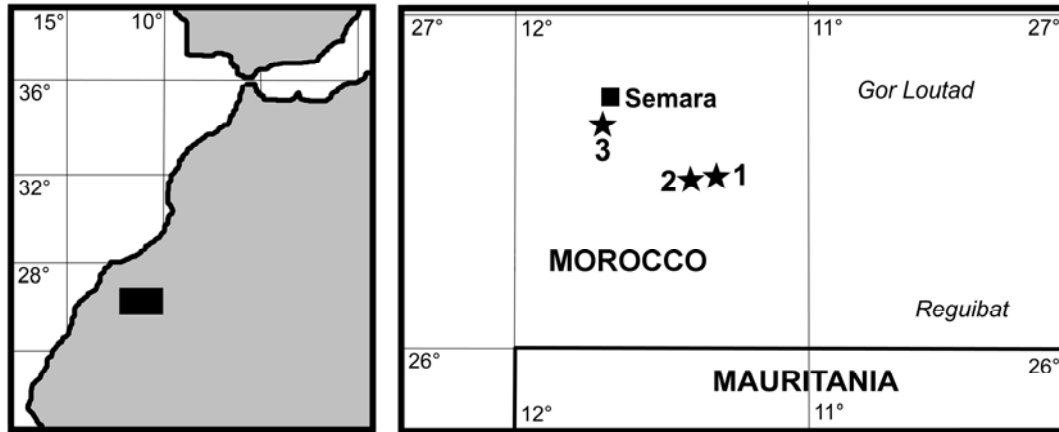 15° 10°
36°
32°
28°
27° 12° 11° 27°
Semara
Gor Loutad
3
2 1
MOROCCO
Reguibat
26° 26°
MAURITANIA
12° 11°